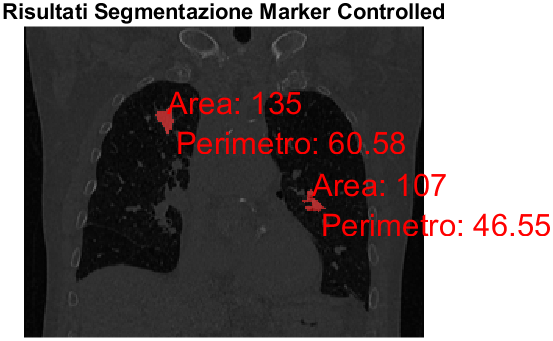 Risultati Segmentazione Marker Controlled
Area: 135
Perimetro: 60.58
Area: 107
Perimetro: 46.55